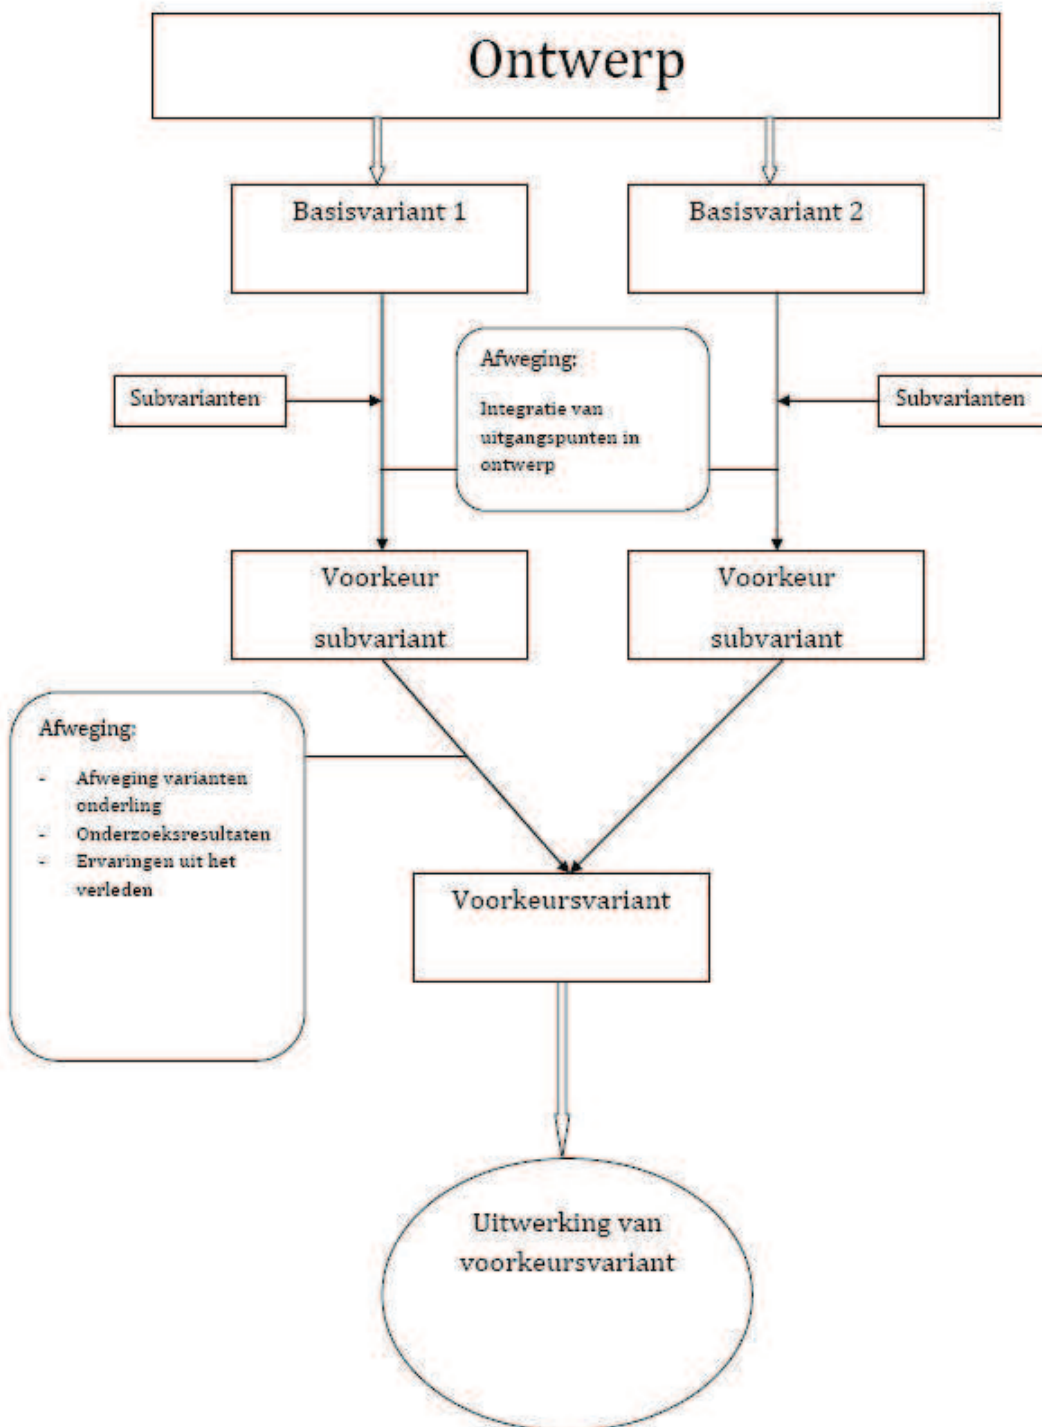 Ontwerp
Basisvariant 1
Basisvariant 2
Afweging:
Integratie van
uitgangspunten in
ontwerp
Subvarianten
Subvarianten
Voorkeur
subvariant
Voorkeur
subvariant
Afweging:
- Afweging varianten
onderling
- Onderzoeksresultaten
- Ervaringen uit het
verleden
Voorkeursvariant
Uitwerking van
voorkeursvariant